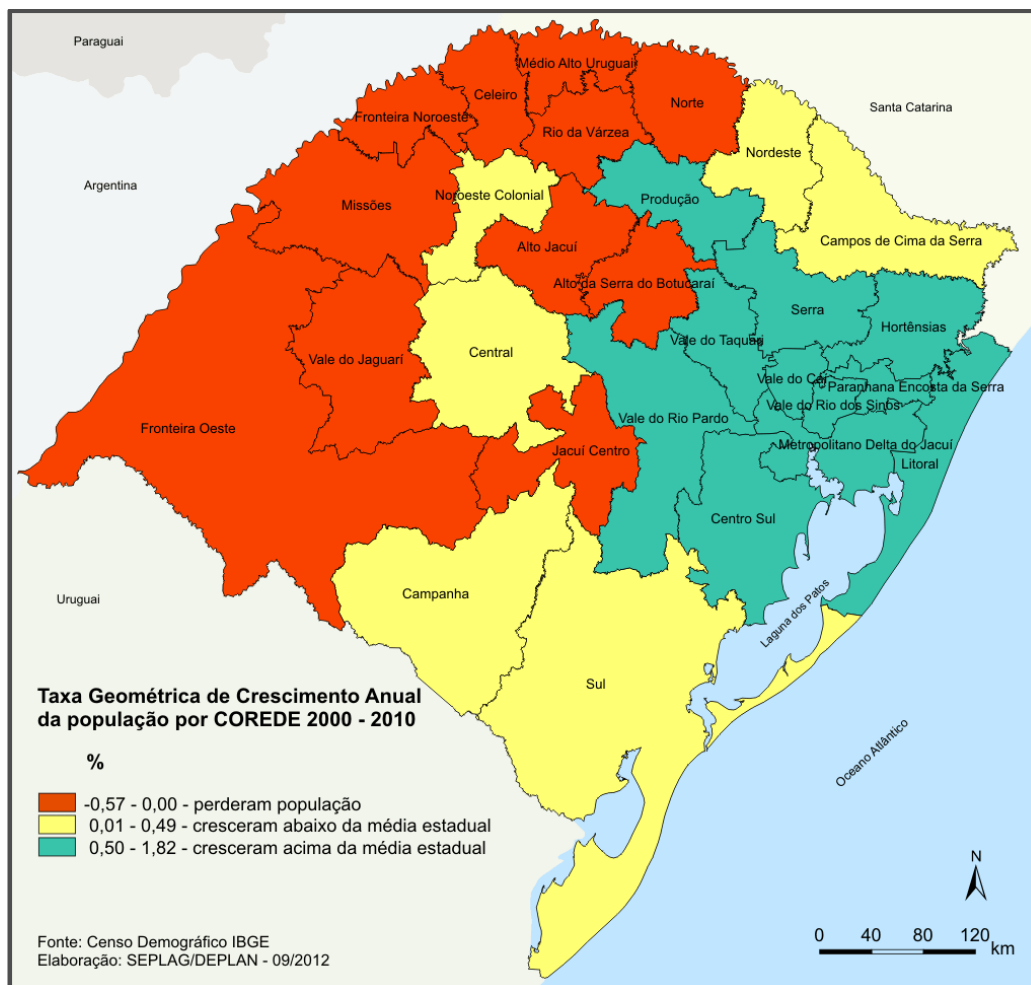 Paraguai
Santa Catarina
Argentina
Uruguai
Médio Alto Uruguai
Celeiro
Norte
Fronteira Noroeste
Rio da Várzea
Nordeste
Noroeste Colonial
Produção
Missões
Campos de Cima da Serra
Alto Jacuí
Alto da Serra do Botucaraí
Serra
Hortênsias
Vale do Taquari
Central
Vale do Jaguarí
Vale do Caí
Paranhana Encosta da Serra
Vale do Rio dos Sinos
Vale do Rio Pardo
Fronteira Oeste
Jacuí Centro
Metropolitano Delta do Jacuí
Litoral
Centro Sul
Campanha
Laguna dos Patos
Sul
Oceano Atlântico
Taxa Geométrica de Crescimento Anual
da população por COREDE 2000 - 2010
%
-0,57 - 0,00 - perderam população
0,01 - 0,49 - cresceram abaixo da média estadual
0,50 - 1,82 - cresceram acima da média estadual
Fonte: Censo Demográfico IBGE
Elaboração: SEPLAG/DEPLAN - 09/2012
N
0 40 80 120
km